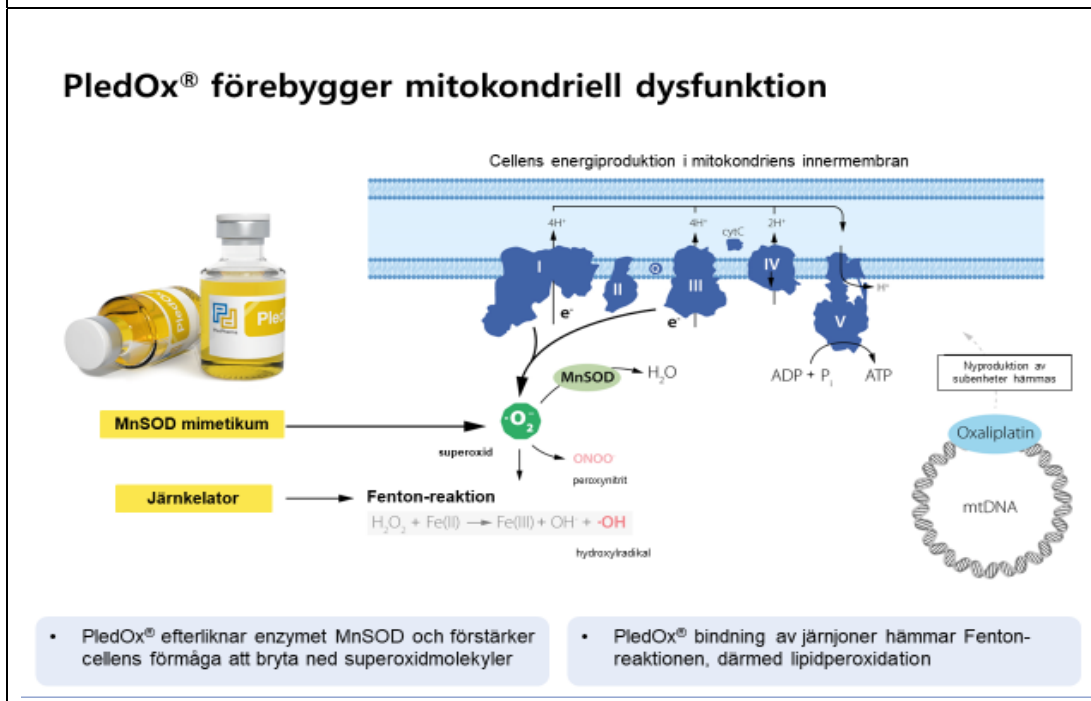 PledOx® förebygger mitokondriell dysfunktion
Cellens energiproduktion i mitokondriens innermembran
4H⁺
4H⁺
cytC
2H⁺
I
II
Q
III
IV
V
H⁺
e⁻
e⁻
PledOx
Pled
PledPharma
MnSOD
H₂O
ADP + Pᵢ
ATP
Nyproduktion av
subenheter hämmas
Oxaliplatin
mtDNA
MnSOD mimetikum
·O₂⁻
superoxid
ONOO⁻
peroxynitrit
Järnkelator
Fenton-reaktion
H₂O₂ + Fe(II) → Fe(III) + OH⁻ + ·OH
hydroxylradikal
• PledOx® efterliknar enzymet MnSOD och förstärker
cellens förmåga att bryta ned superoxidmolekyler
• PledOx® bindning av järnjoner hämmar Fenton-
reaktionen, därmed lipidperoxidation